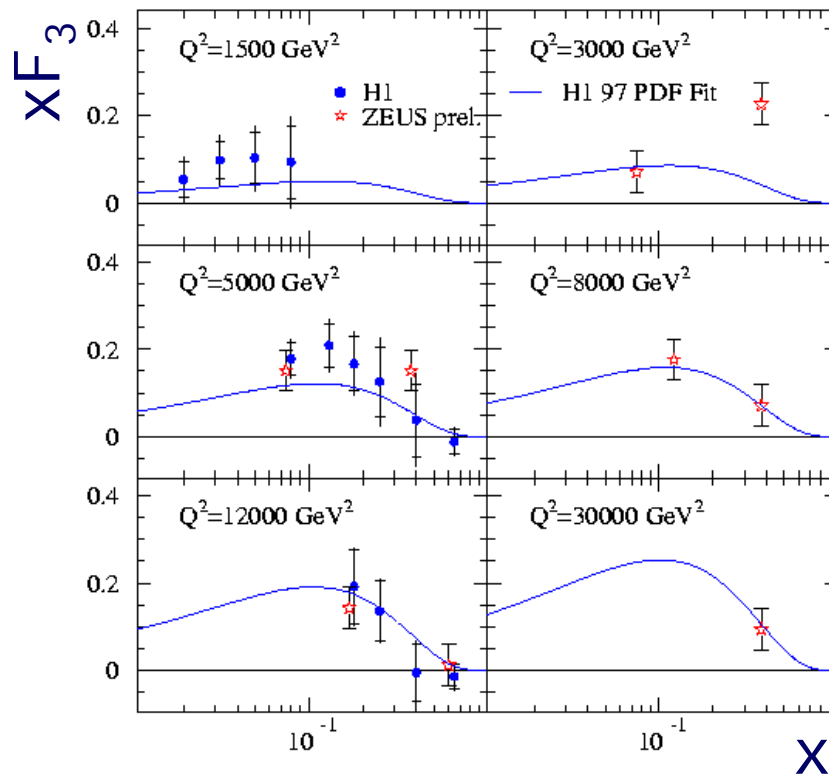 xF3
0.4
Q²=1500 GeV²
Q²=3000 GeV²
H1
H1 97 PDF Fit
ZEUS prel.
0.2
0
0.4
Q²=5000 GeV²
Q²=8000 GeV²
0.2
0
0.4
Q²=12000 GeV²
Q²=30000 GeV²
0.2
0
10⁻¹
10⁻¹
x